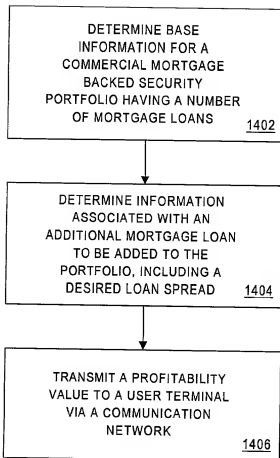 DETERMINE BASE
INFORMATION FOR A
COMMERCIAL MORTGAGE
BACKED SECURITY
PORTFOLIO HAVING A NUMBER
OF MORTGAGE LOANS
1402
DETERMINE INFORMATION
ASSOCIATED WITH AN
ADDITIONAL MORTGAGE LOAN
TO BE ADDED TO THE
PORTFOLIO, INCLUDING A
DESIRED LOAN SPREAD 1404
TRANSMIT A PROFITABILITY
VALUE TO A USER TERMINAL
VIA A COMMUNICATION
NETWORK
1406